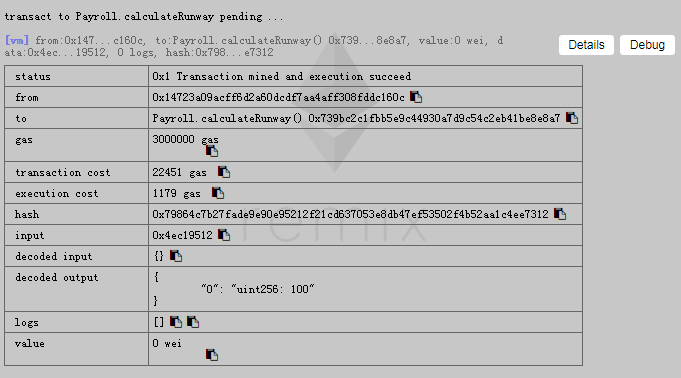 transact to Payroll.calculateRunway pending ...
[vm] from:0x147...c160c, to:Payroll.calculateRunway() 0x739...8e8a7, value:0 wei, d
ata:0x4ec...19512, 0 logs, hash:0x798...e7312
Details
Debug
status 0x1 Transaction mined and execution succeed
from 0x14723a09acff6d2a60dcdf7aa4aff308fddc160c
to Payroll.calculateRunway() 0x739bc2c1fbb5e9c44930a7d9c54c2eb41be8e8a7
gas 3000000 gas
transaction cost 22451 gas
execution cost 1179 gas
hash 0x79864c7b27fade9e90e95212f21cd637053e8db47ef53502f4b52aa1c4ee7312
input 0x4ec19512
decoded input {}
decoded output {
"0": "uint256: 100"
}
logs []
value 0 wei
remix